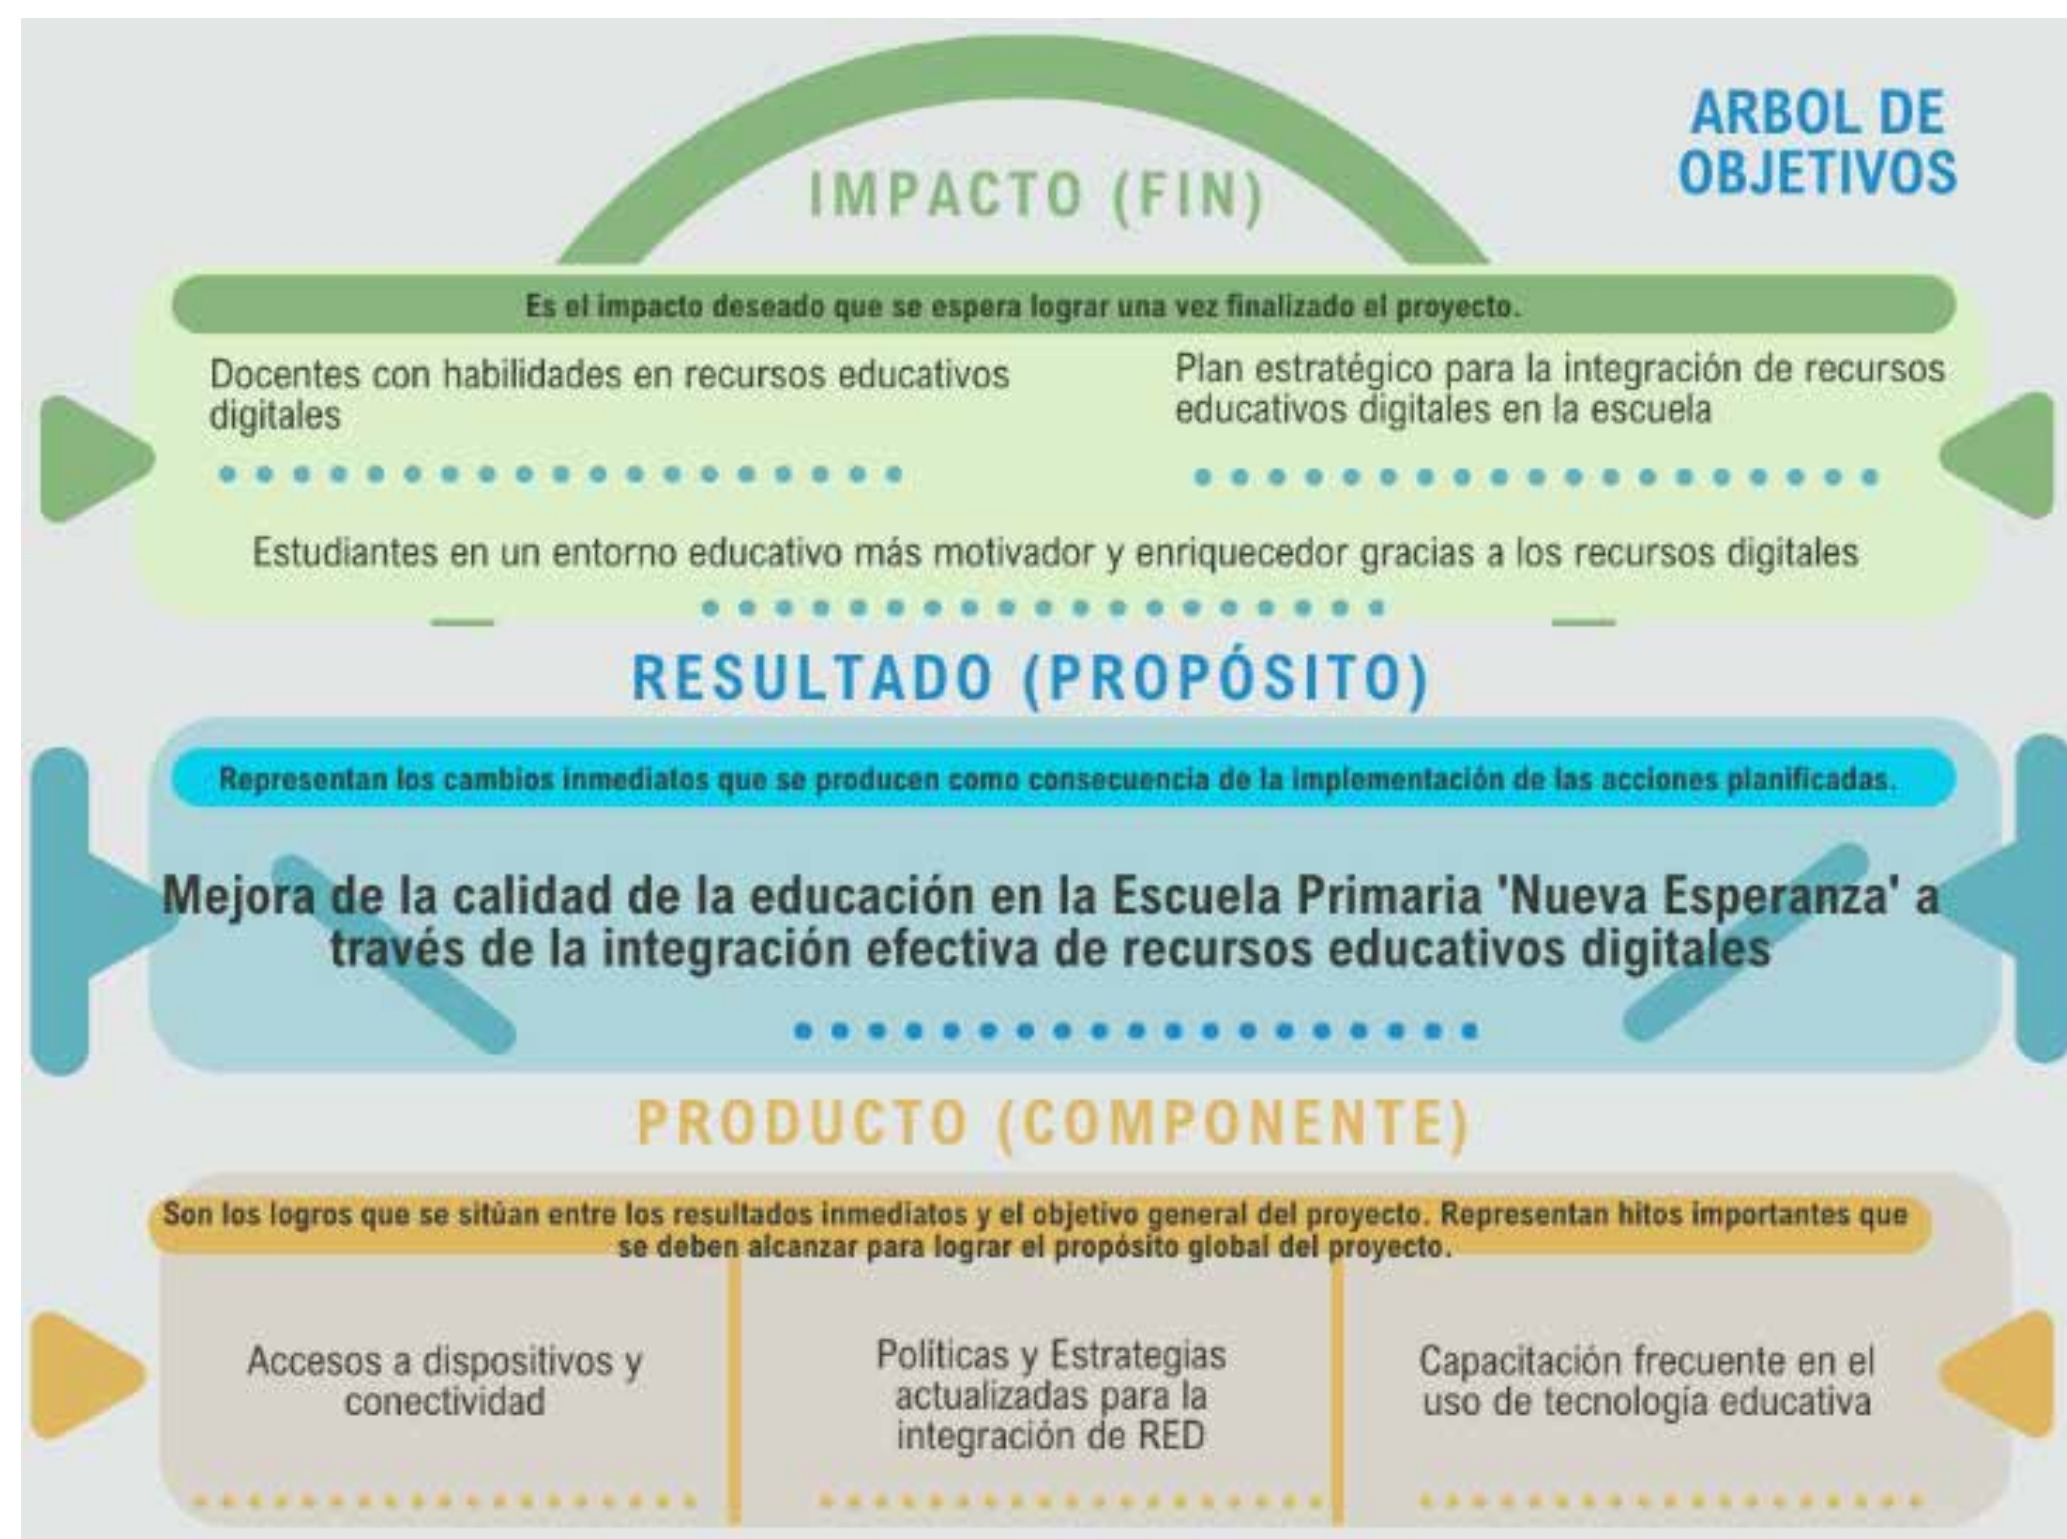 ARBOL DE
OBJETIVOS
IMPACTO (FIN)
Es el impacto deseado que se espera lograr una vez finalizado el proyecto.
Docentes con habilidades en recursos educativos
digitales
Plan estratégico para la integración de recursos
educativos digitales en la escuela
Estudiantes en un entorno educativo más motivador y enriquecedor gracias a los recursos digitales
RESULTADO (PROPÓSITO)
Representan los cambios inmediatos que se producen como consecuencia de la implementación de las acciones planificadas.
Mejora de la calidad de la educación en la Escuela Primaria 'Nueva Esperanza' a
través de la integración efectiva de recursos educativos digitales
PRODUCTO (COMPONENTE)
Son los logros que se sitúan entre los resultados inmediatos y el objetivo general del proyecto. Representan hitos importantes que
se deben alcanzar para lograr el propósito global del proyecto.
Accesos a dispositivos y
conectividad
Políticas y Estrategias
actualizadas para la
integración de RED
Capacitación frecuente en el
uso de tecnología educativa